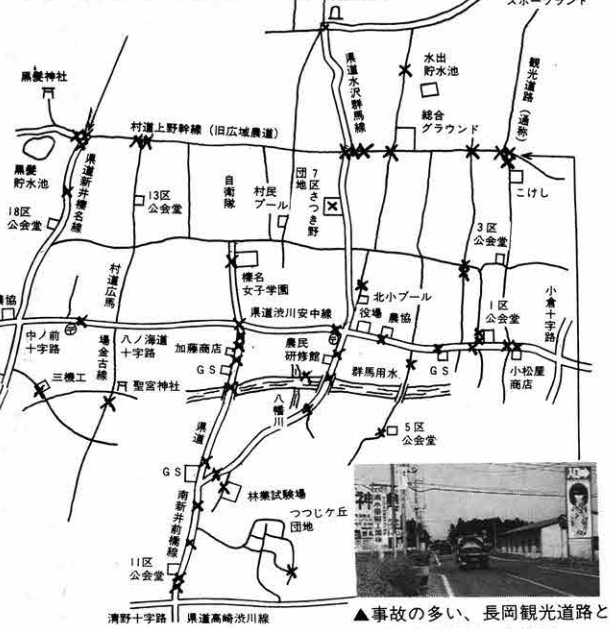 スポーツランド
黒髪神社
水出
貯水池
県道水沢群馬線
観光道路(通称)
村道上野幹線(旧広域農道)
総合
グラウンド
黒髪
貯水池
県道新井榛名線
13区
公会堂
自衛隊
村民
プール
7区さつき野
団地
こけし
18区
公会堂
3区
公会堂
村道広馬
場金古線
榛名
女子学園
北小プール
役場
農協
1区
公会堂
小倉十字路
農協
県道渋川安中線
中ノ前
十字路
八ノ海道
十字路
加藤商店
GS
農民
研修館
群馬用水
GS
小松屋
商店
三機工
聖宮神社
八幡川
5区
公会堂
県道
南新井前橋線
GS
林業試験場
つつじケ丘
団地
11区
公会堂
清野十字路
県道高崎渋川線
▲事故の多い、長岡観光道路と